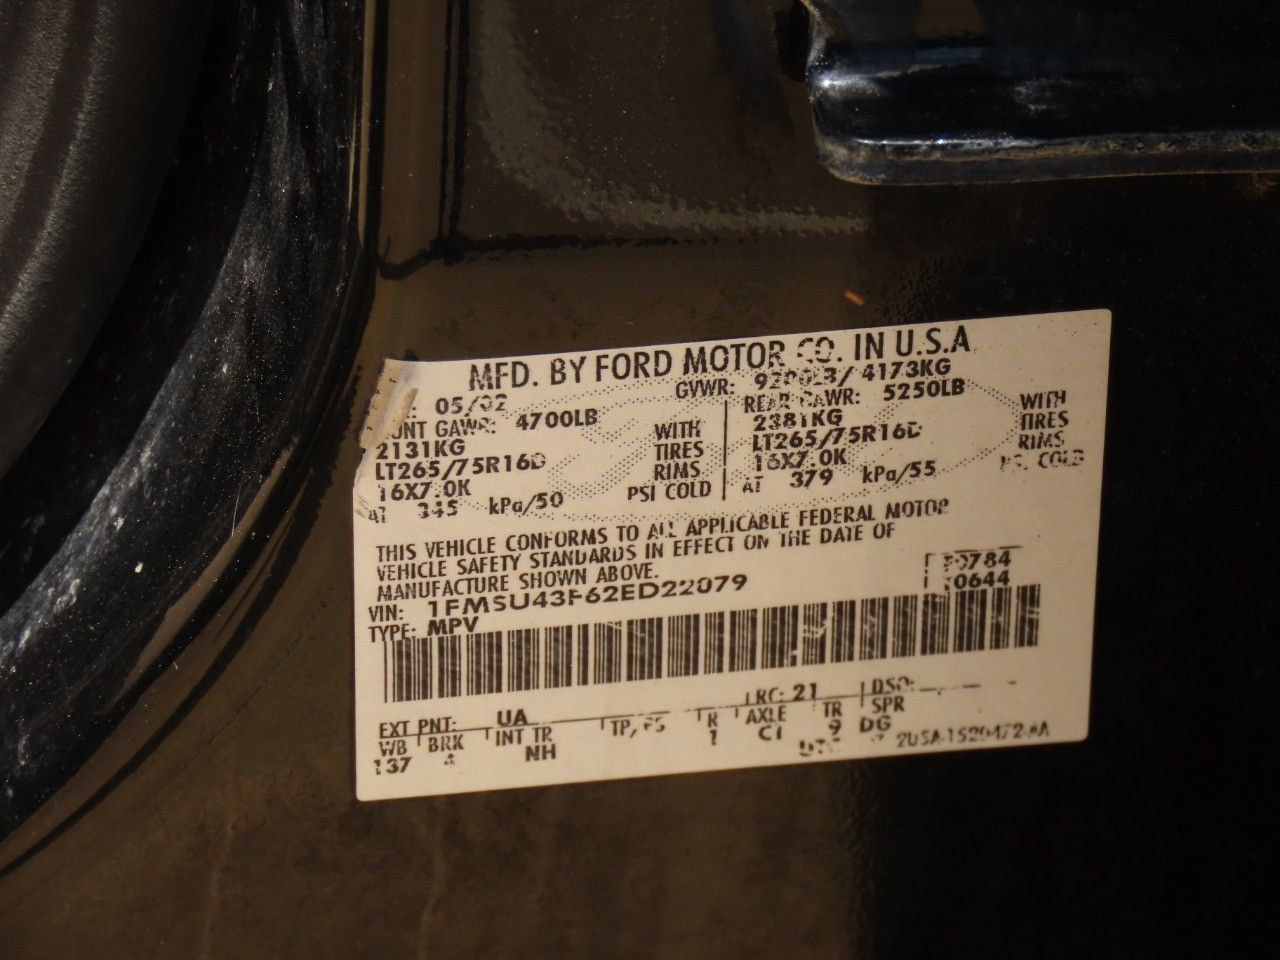 MFD. BY FORD MOTOR CO. IN U.S.A
05/02 GVWR: 9200LB/ 4173KG
FRONT GAWR: 4700LB
2131KG WITH
LT265/75R16D TIRES
16X7.0K RIMS
AT 345 kPa/50 PSI COLD
REAR GAWR: 5250LB
2381KG WITH
LT265/75R16D TIRES
16X7.0K RIMS
AT 379 kPa/55 PSI COLD
THIS VEHICLE CONFORMS TO ALL APPLICABLE FEDERAL MOTOR
VEHICLE SAFETY STANDARDS IN EFFECT ON THE DATE OF
MANUFACTURE SHOWN ABOVE.
VIN: 1FMSU43F62ED22079
TYPE: MPV
0784
0644
EXT PNT: UA RC: 21 DSO:
WB BRK INT TR TP/PS R AXLE TR SPR
137 4 NH 1 C1 9 DG